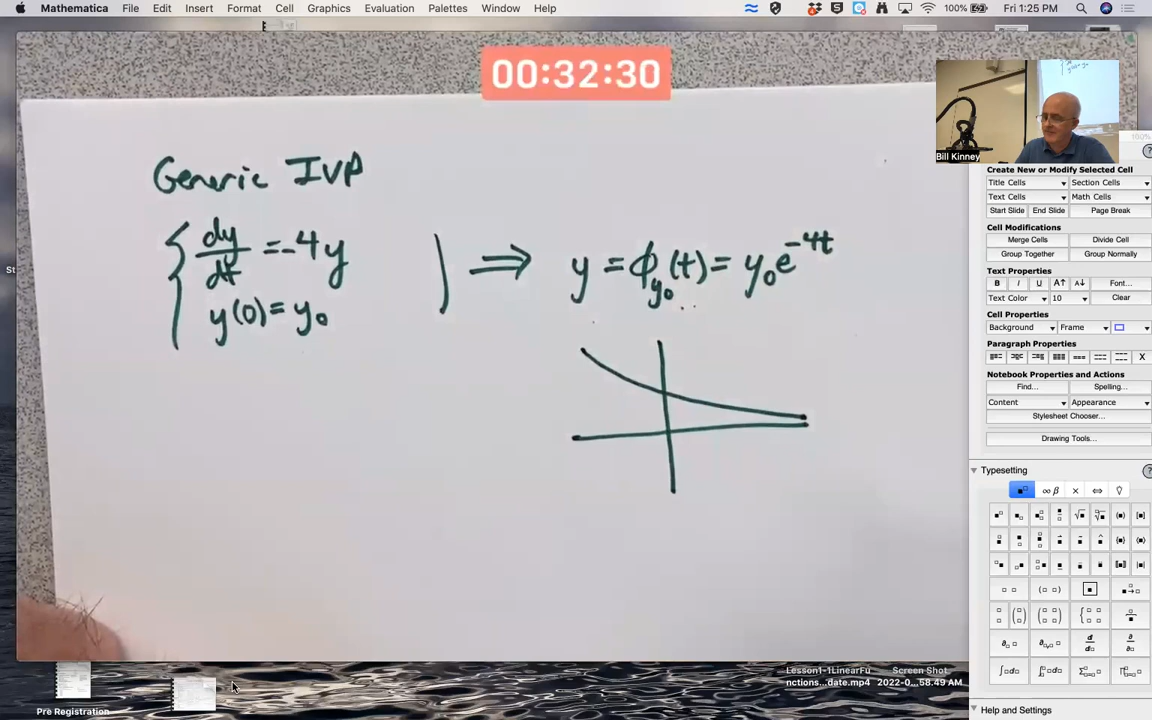 Mathematica File Edit Insert Format Cell Graphics Evaluation Palettes Window Help 100% Fri 1:25 PM
00:32:30
Bill Kinney
Generic IVP
dy/dt = -4y
y(0) = y₀
⇒ y = ϕ_y₀(t) = y₀e^(-4t)
Create New or Modify Selected Cell
Title Cells Section Cells
Text Cells Math Cells
Start Slide End Slide Page Break
Cell Modifications
Merge Cells Divide Cell
Group Together Group Normally
Text Properties
B I U A↑ A↑ Font...
Text Color 10 Clear
Cell Properties
Background Frame
Paragraph Properties
X
Notebook Properties and Actions
Find... Spelling...
Content Appearance
Stylesheet Chooser...
Drawing Tools...
Typesetting
∞ β
Help and Settings
Lesson1-1LinearFu
nctions...date.mp4
Screen Shot
2022-0...58.49 AM
Pre Registration